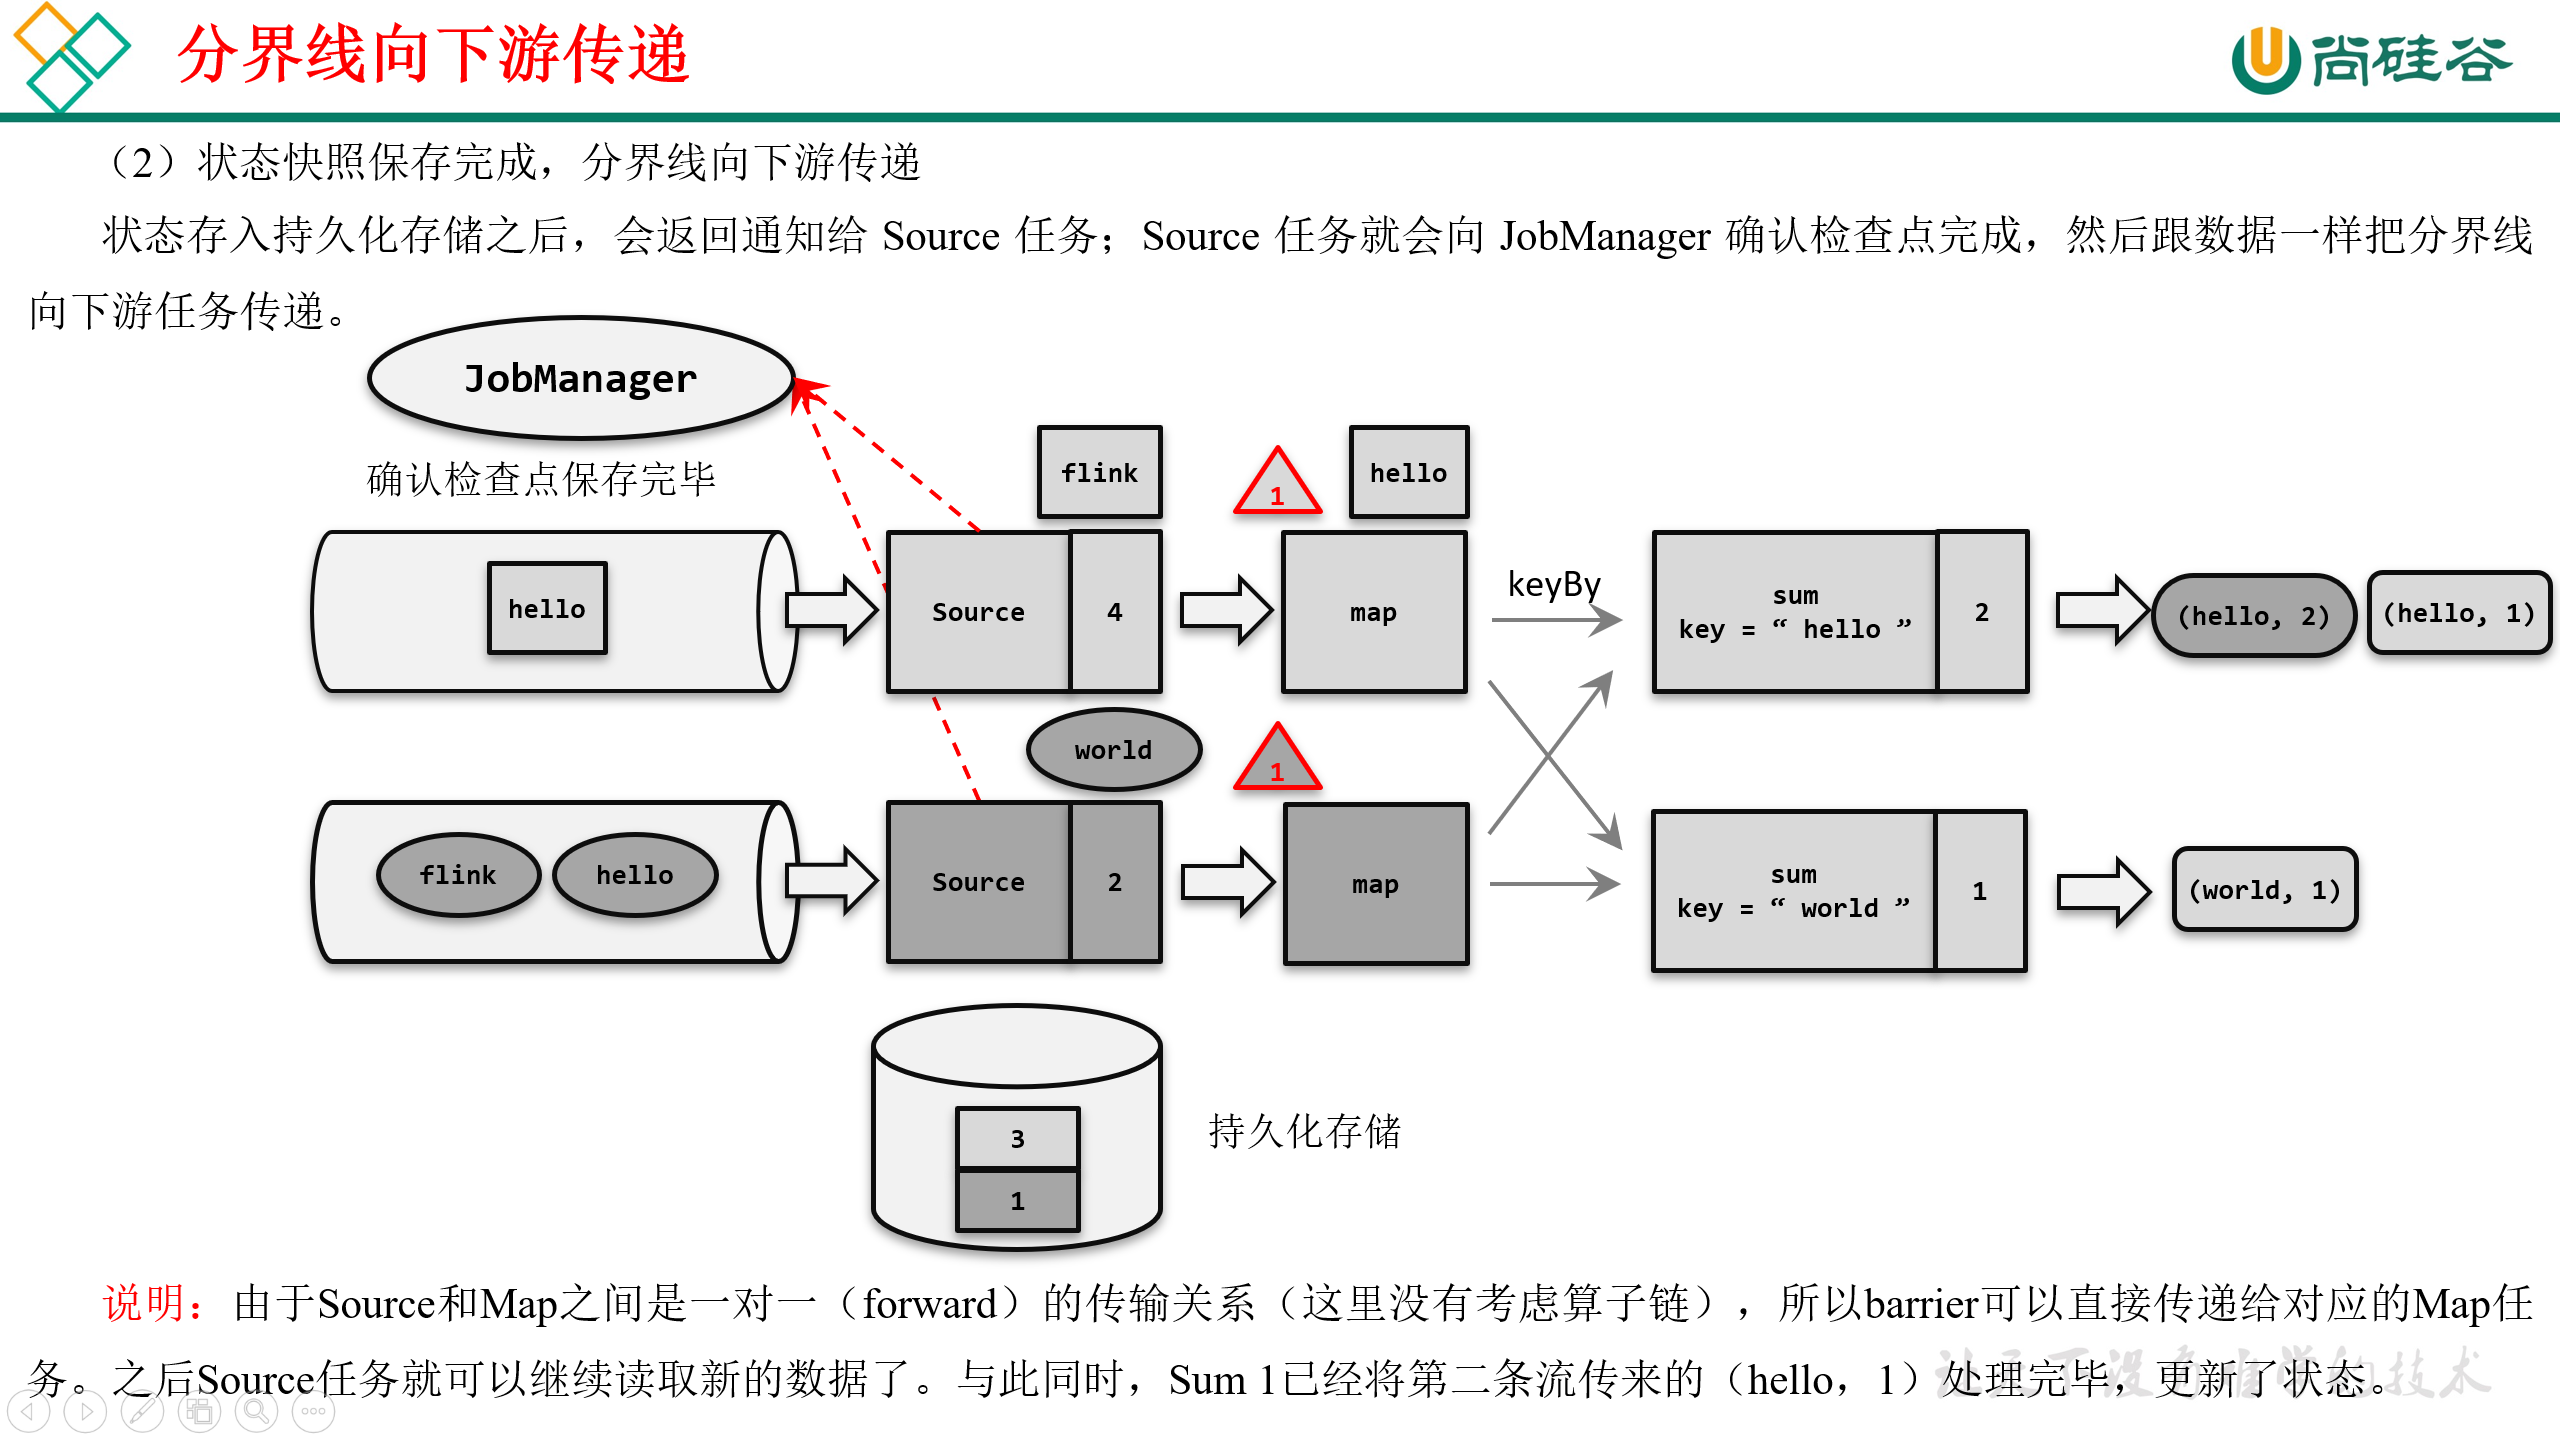 分界线向下游传递
尚硅谷
（2）状态快照保存完成，分界线向下游传递
状态存入持久化存储之后，会返回通知给 Source 任务；Source 任务就会向 JobManager 确认检查点完成，然后跟数据一样把分界线
向下游任务传递。
JobManager
确认检查点保存完毕
flink
1
hello
hello
Source
4
map
keyBy
sum
key = “ hello ”
2
(hello, 2)
(hello, 1)
world
1
flink
hello
Source
2
map
sum
key = “ world ”
1
(world, 1)
3
1
持久化存储
说明：由于Source和Map之间是一对一（forward）的传输关系（这里没有考虑算子链），所以barrier可以直接传递给对应的Map任
务。之后Source任务就可以继续读取新的数据了。与此同时，Sum 1已经将第二条流传来的（hello，1）处理完毕，更新了状态。
让天下没有难学的技术